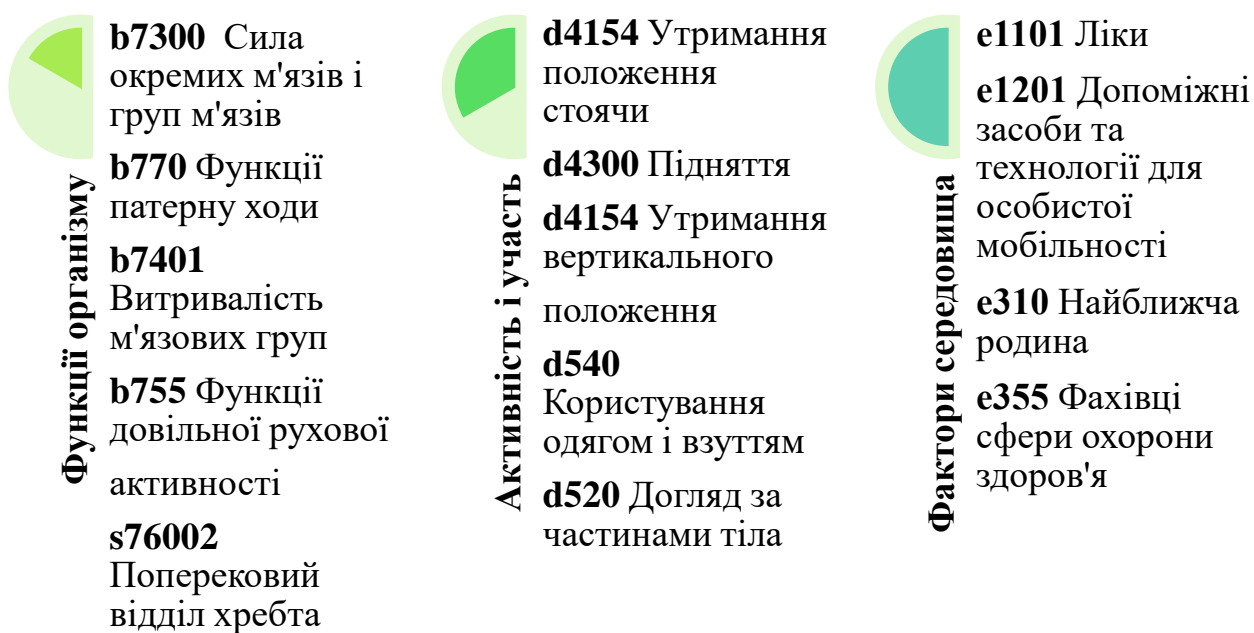 Функції організму
b7300 Сила
окремих м'язів і
груп м'язів
b770 Функції
патерну ходи
b7401
Витривалість
м'язових груп
b755 Функції
довільної рухової
активності
s76002
Поперековий
відділ хребта
Активність і участь
d4154 Утримання
положення
стоячи
d4300 Підняття
d4154 Утримання
вертикального
положення
d540
Користування
одягом і взуттям
d520 Догляд за
частинами тіла
Фактори середовища
e1101 Ліки
e1201 Допоміжні
засоби та
технології для
особистої
мобільності
e310 Найближча
родина
e355 Фахівці
сфери охорони
здоров'я